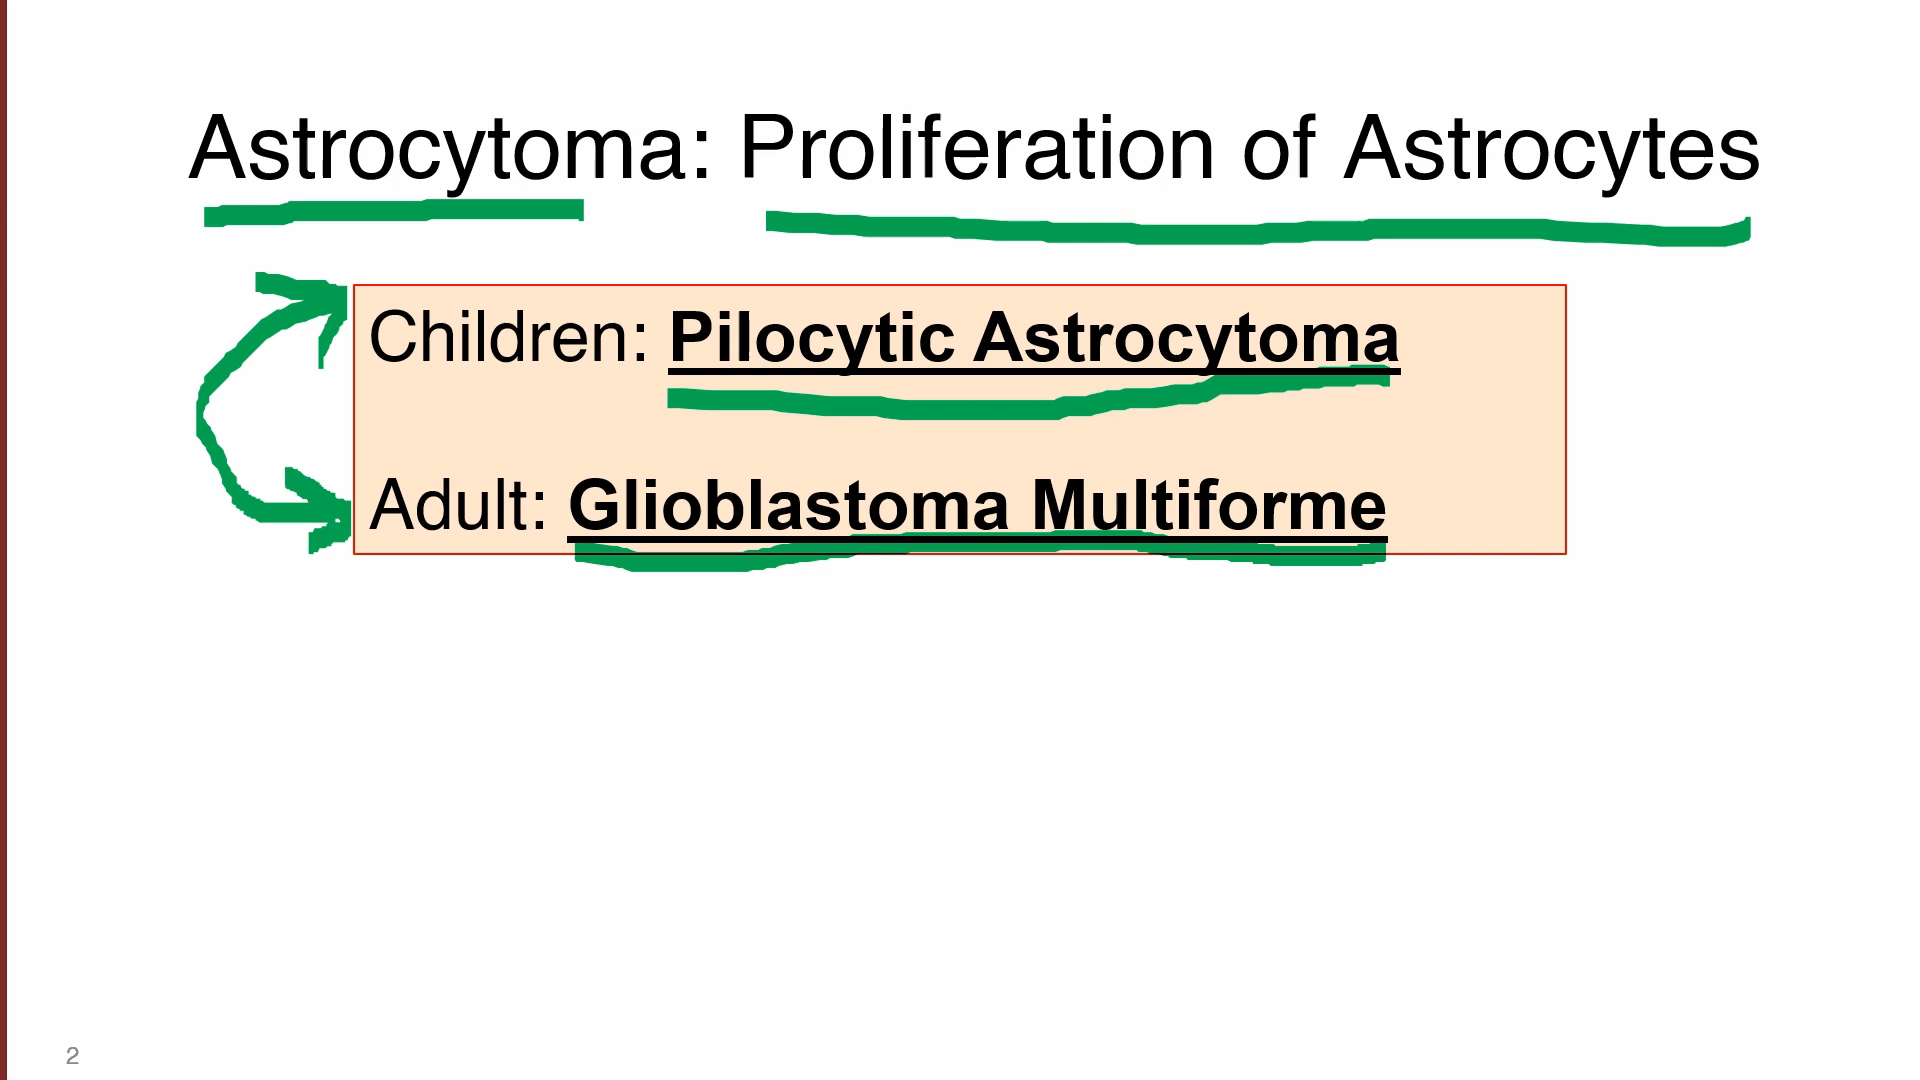 Astrocytoma: Proliferation of Astrocytes
Children: Pilocytic Astrocytoma
Adult: Glioblastoma Multiforme
2